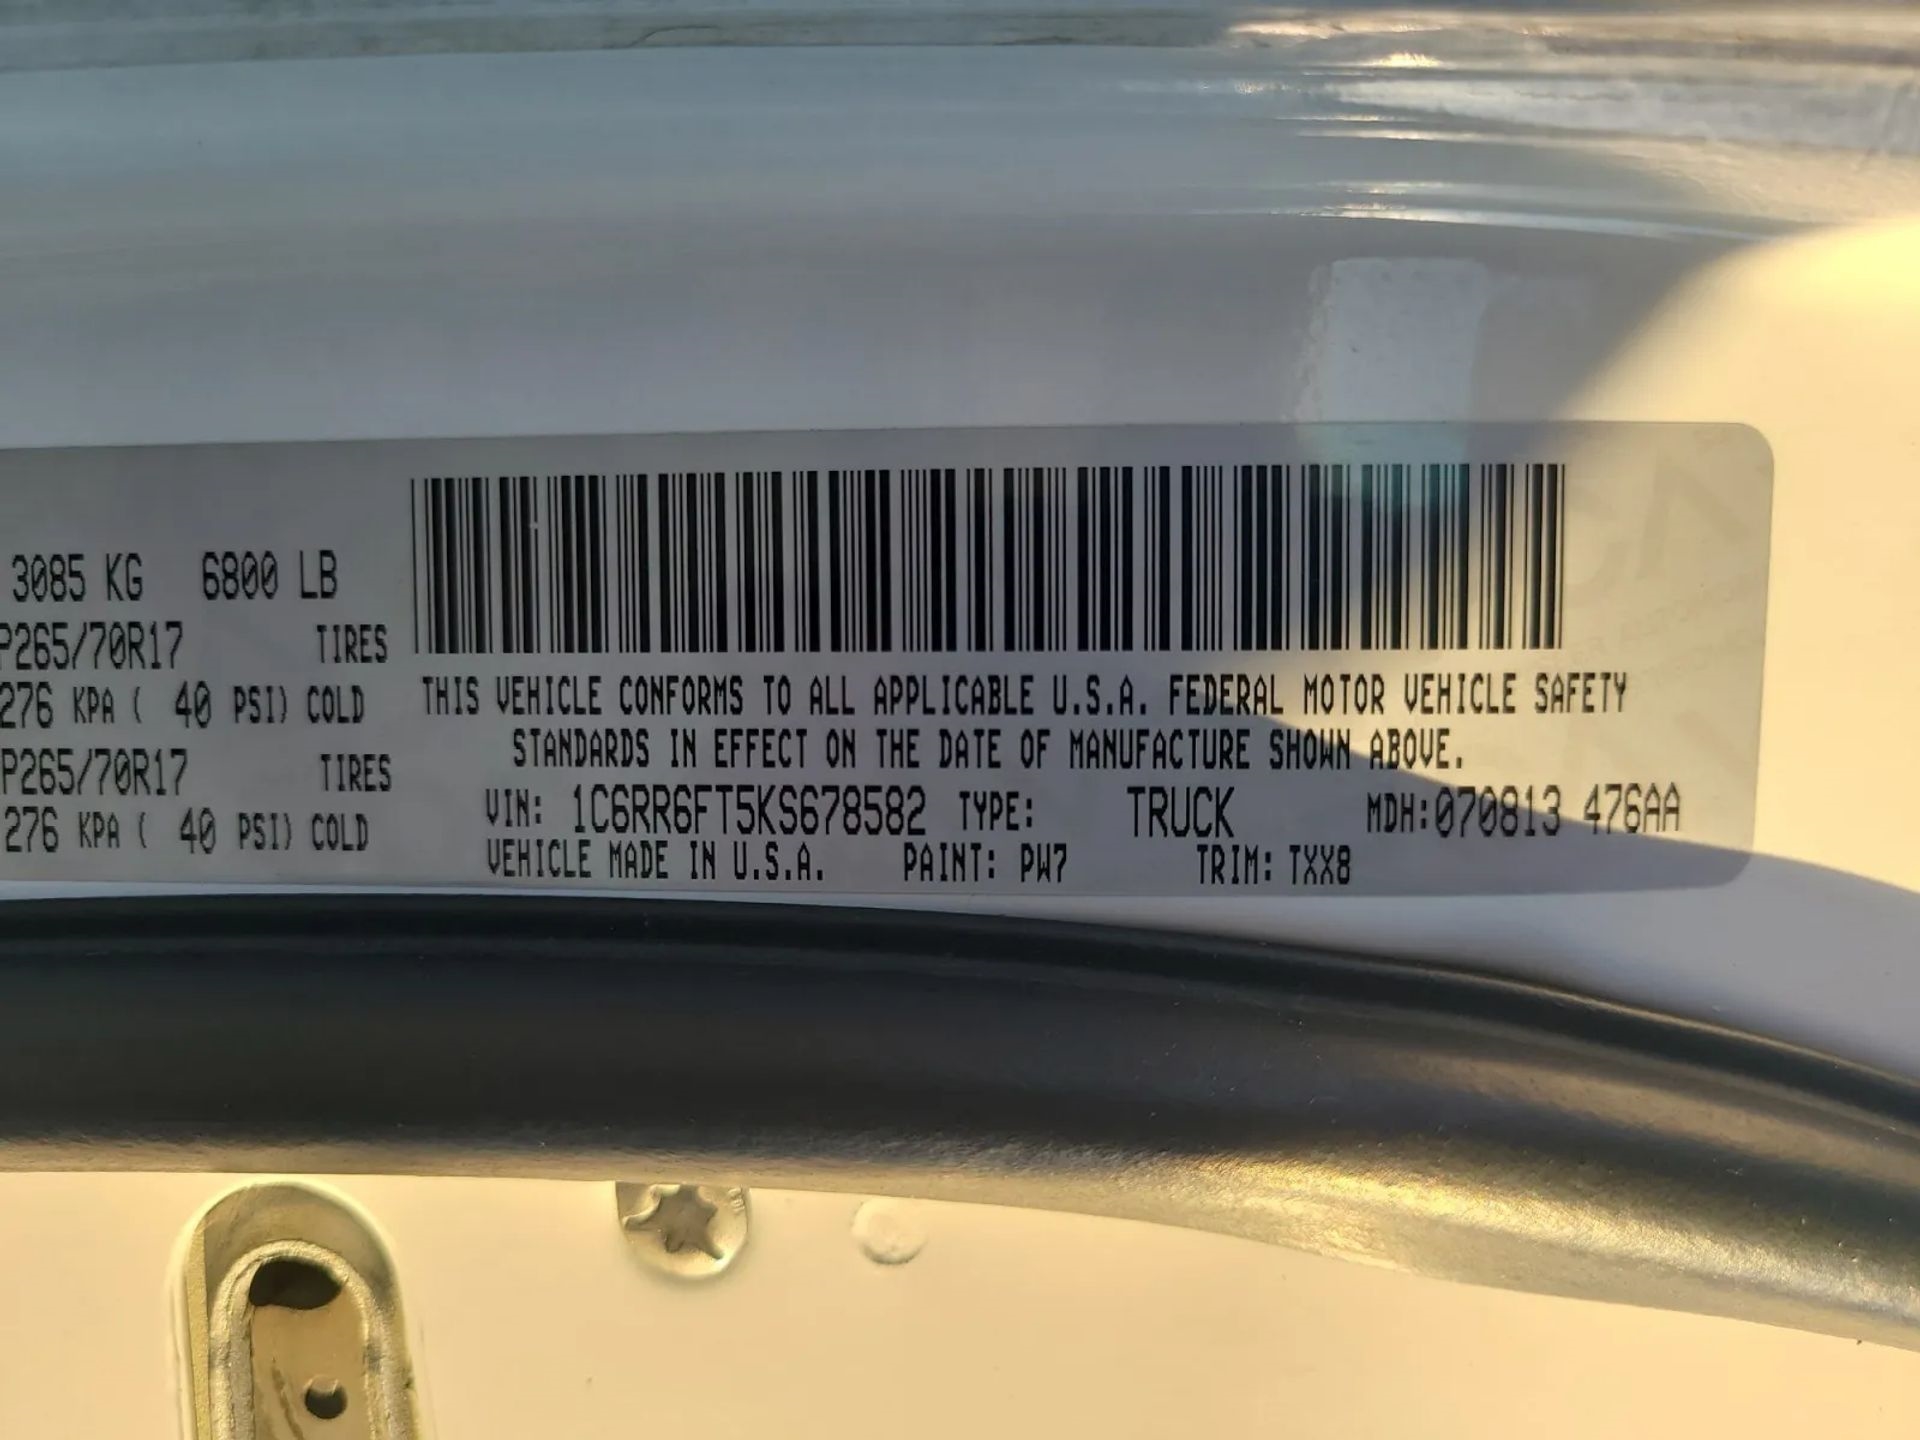 3085 KG 6800 LB
P265/70R17 TIRES
276 KPA ( 40 PSI) COLD
P265/70R17 TIRES
276 KPA ( 40 PSI) COLD
THIS VEHICLE CONFORMS TO ALL APPLICABLE U.S.A. FEDERAL MOTOR VEHICLE SAFETY
STANDARDS IN EFFECT ON THE DATE OF MANUFACTURE SHOWN ABOVE.
VIN: 1C6RR6FT5KS678582 TYPE: TRUCK MDH:070813 476AA
VEHICLE MADE IN U.S.A. PAINT: PW7 TRIM: TXX8